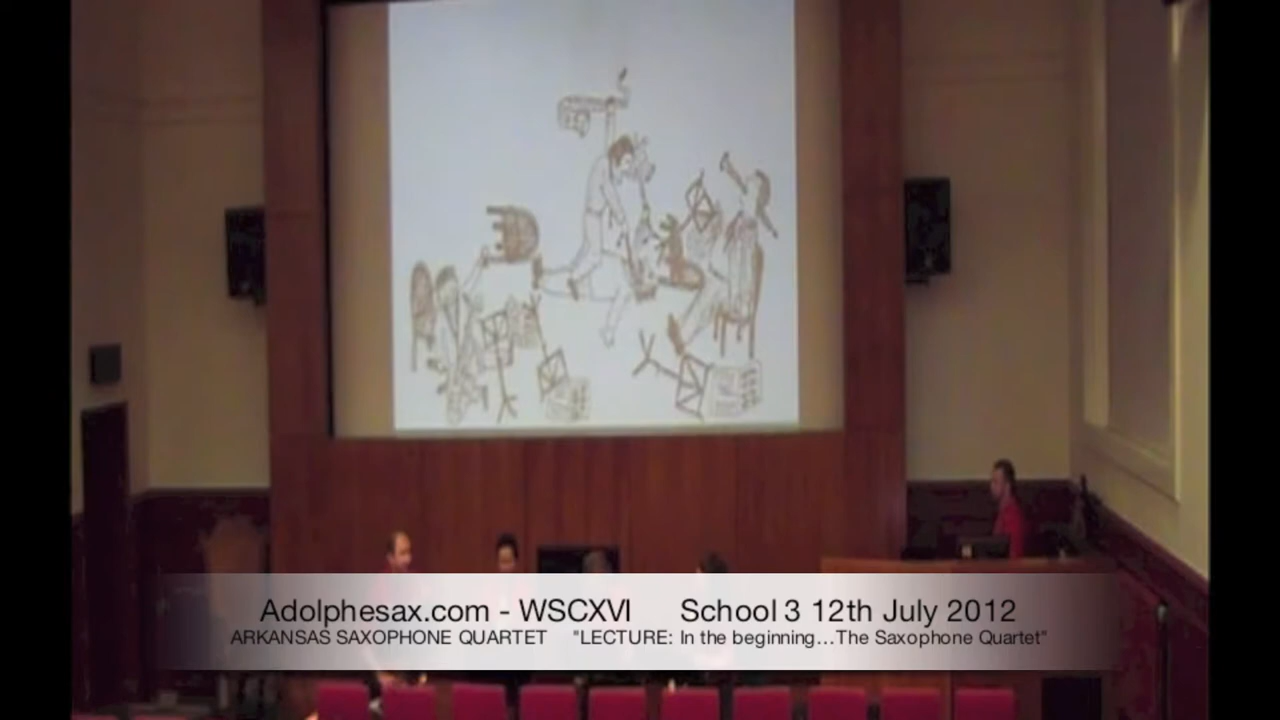 Adolphesax.com - WSCXVI School 3 12th July 2012
ARKANSAS SAXOPHONE QUARTET "LECTURE: In the beginning...The Saxophone Quartet"